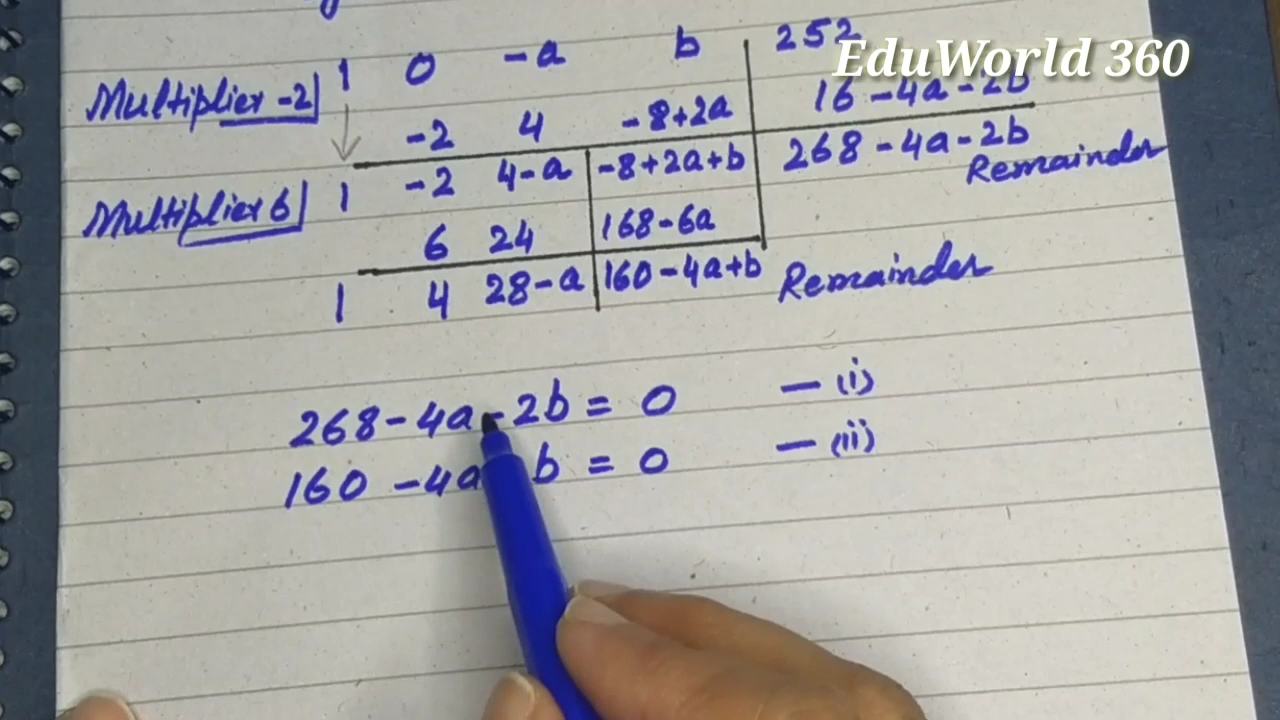 EduWorld 360
Multiplier -2 | 1 0 -a b | 252
-2 4 -8+2a | 16 -4a -2b
Multiplier 6 | 1 -2 4-a | -8+2a+b | 268 -4a -2b
Remainder
6 24 | 168-6a
1 4 28-a | 160-4a+b Remainder
268-4a-2b = 0 — (i)
160 -4a b = 0 — (ii)